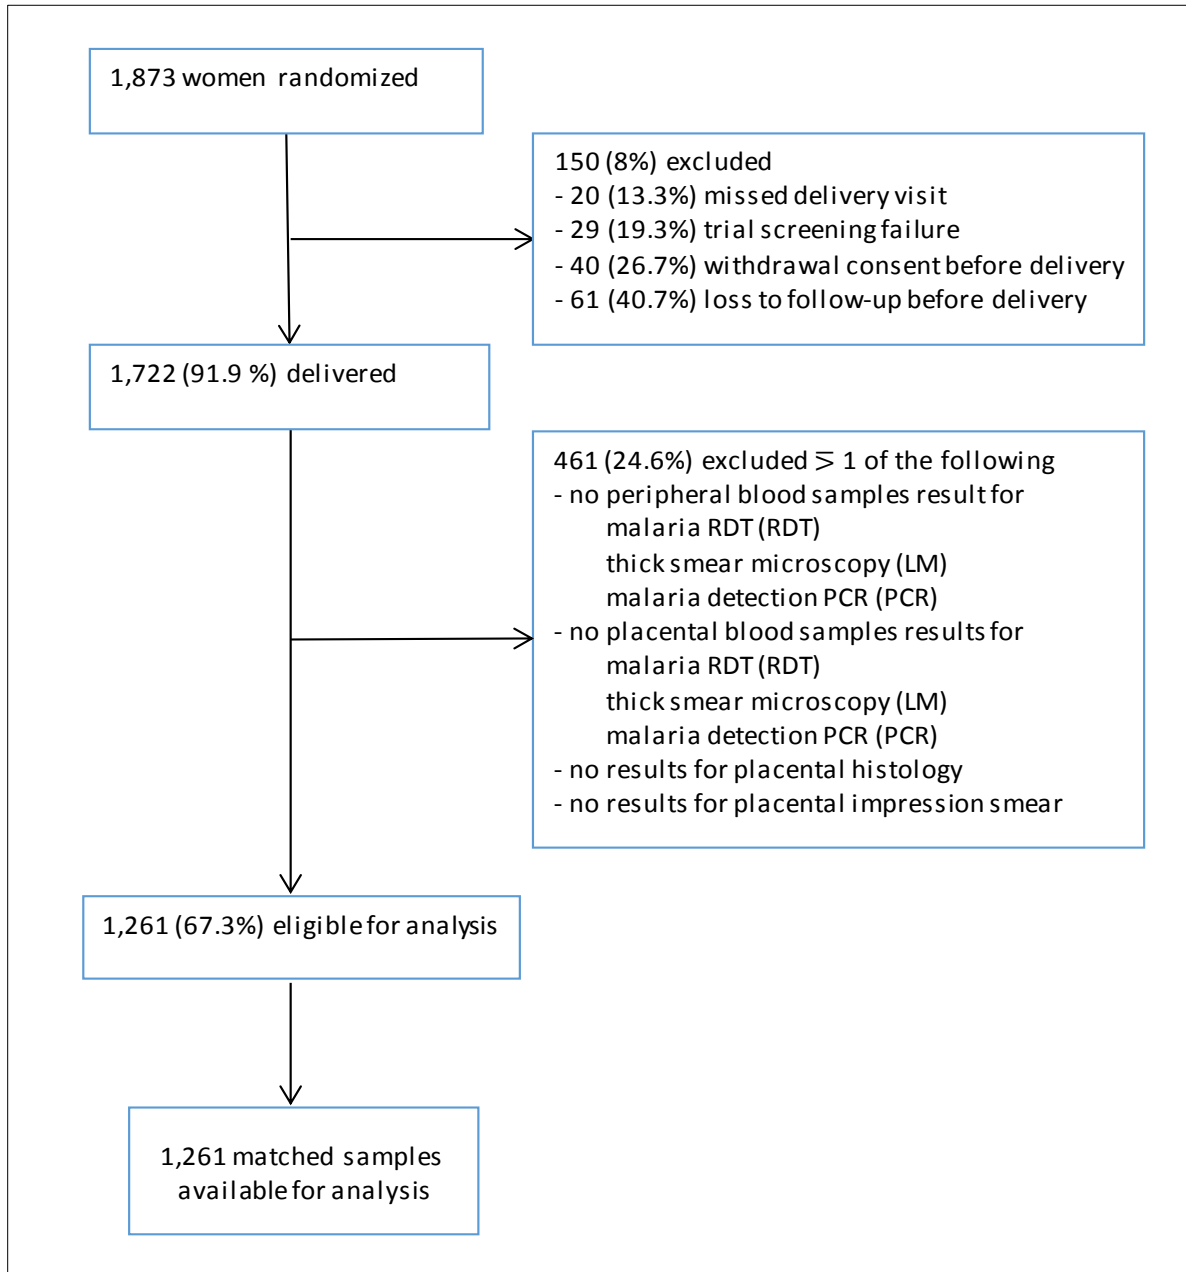 1,873 women randomized
150 (8%) excluded
- 20 (13.3%) missed delivery visit
- 29 (19.3%) trial screening failure
- 40 (26.7%) withdrawal consent before delivery
- 61 (40.7%) loss to follow-up before delivery
1,722 (91.9 %) delivered
461 (24.6%) excluded ⋝ 1 of the following
- no peripheral blood samples result for
malaria RDT (RDT)
thick smear microscopy (LM)
malaria detection PCR (PCR)
- no placental blood samples results for
malaria RDT (RDT)
thick smear microscopy (LM)
malaria detection PCR (PCR)
- no results for placental histology
- no results for placental impression smear
1,261 (67.3%) eligible for analysis
1,261 matched samples
available for analysis